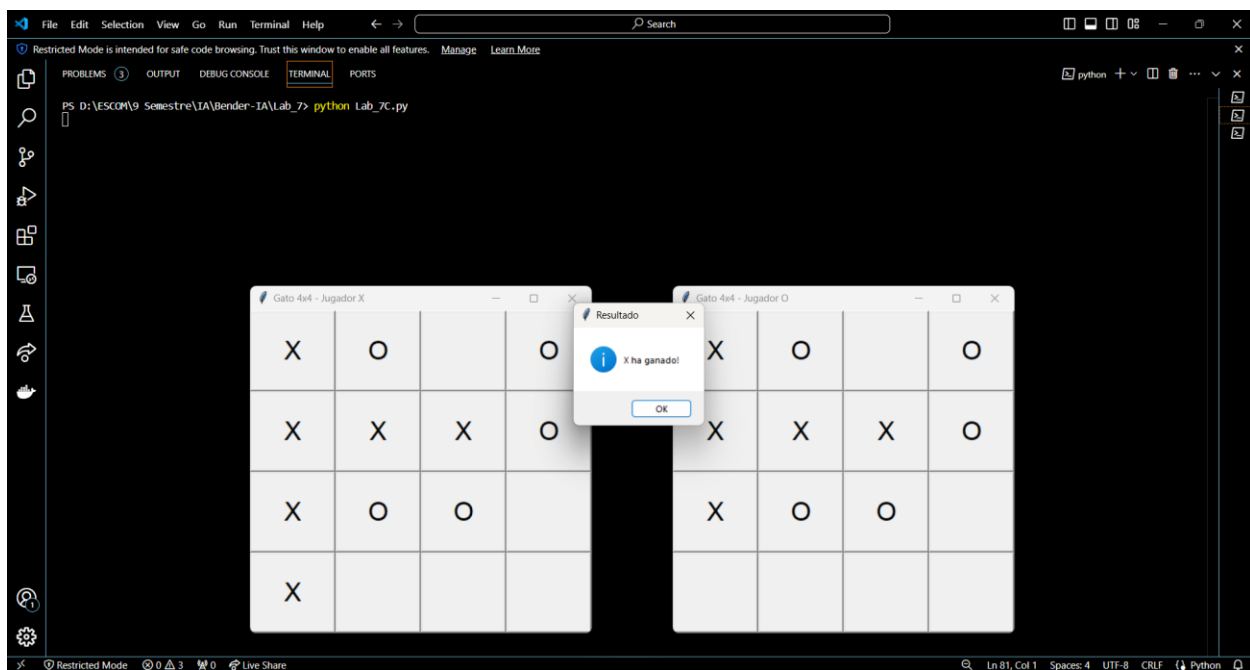 File Edit Selection View Go Run Terminal Help Search
Restricted Mode is intended for safe code browsing. Trust this window to enable all features. Manage Learn More
PROBLEMS 3 OUTPUT DEBUG CONSOLE TERMINAL PORTS python
PS D:\ESCOM\9 Semestre\IA\Bender-IA\Lab_7> python Lab_7C.py
Gato 4x4 - Jugador X
X O O
X X X O
X O O
X
Resultado
X ha ganado!
OK
Gato 4x4 - Jugador O
X O O
X X X O
X O O
1
Restricted Mode 0 3 0 Live Share Ln 81, Col 1 Spaces: 4 UTF-8 CRLF Python